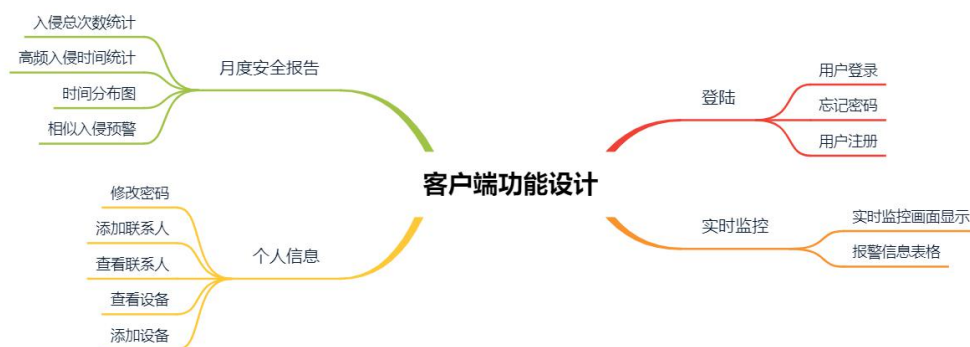 客户端功能设计
登陆
用户登录
忘记密码
用户注册
实时监控
实时监控画面显示
报警信息表格
月度安全报告
入侵总次数统计
高频入侵时间统计
时间分布图
相似入侵预警
个人信息
修改密码
添加联系人
查看联系人
查看设备
添加设备